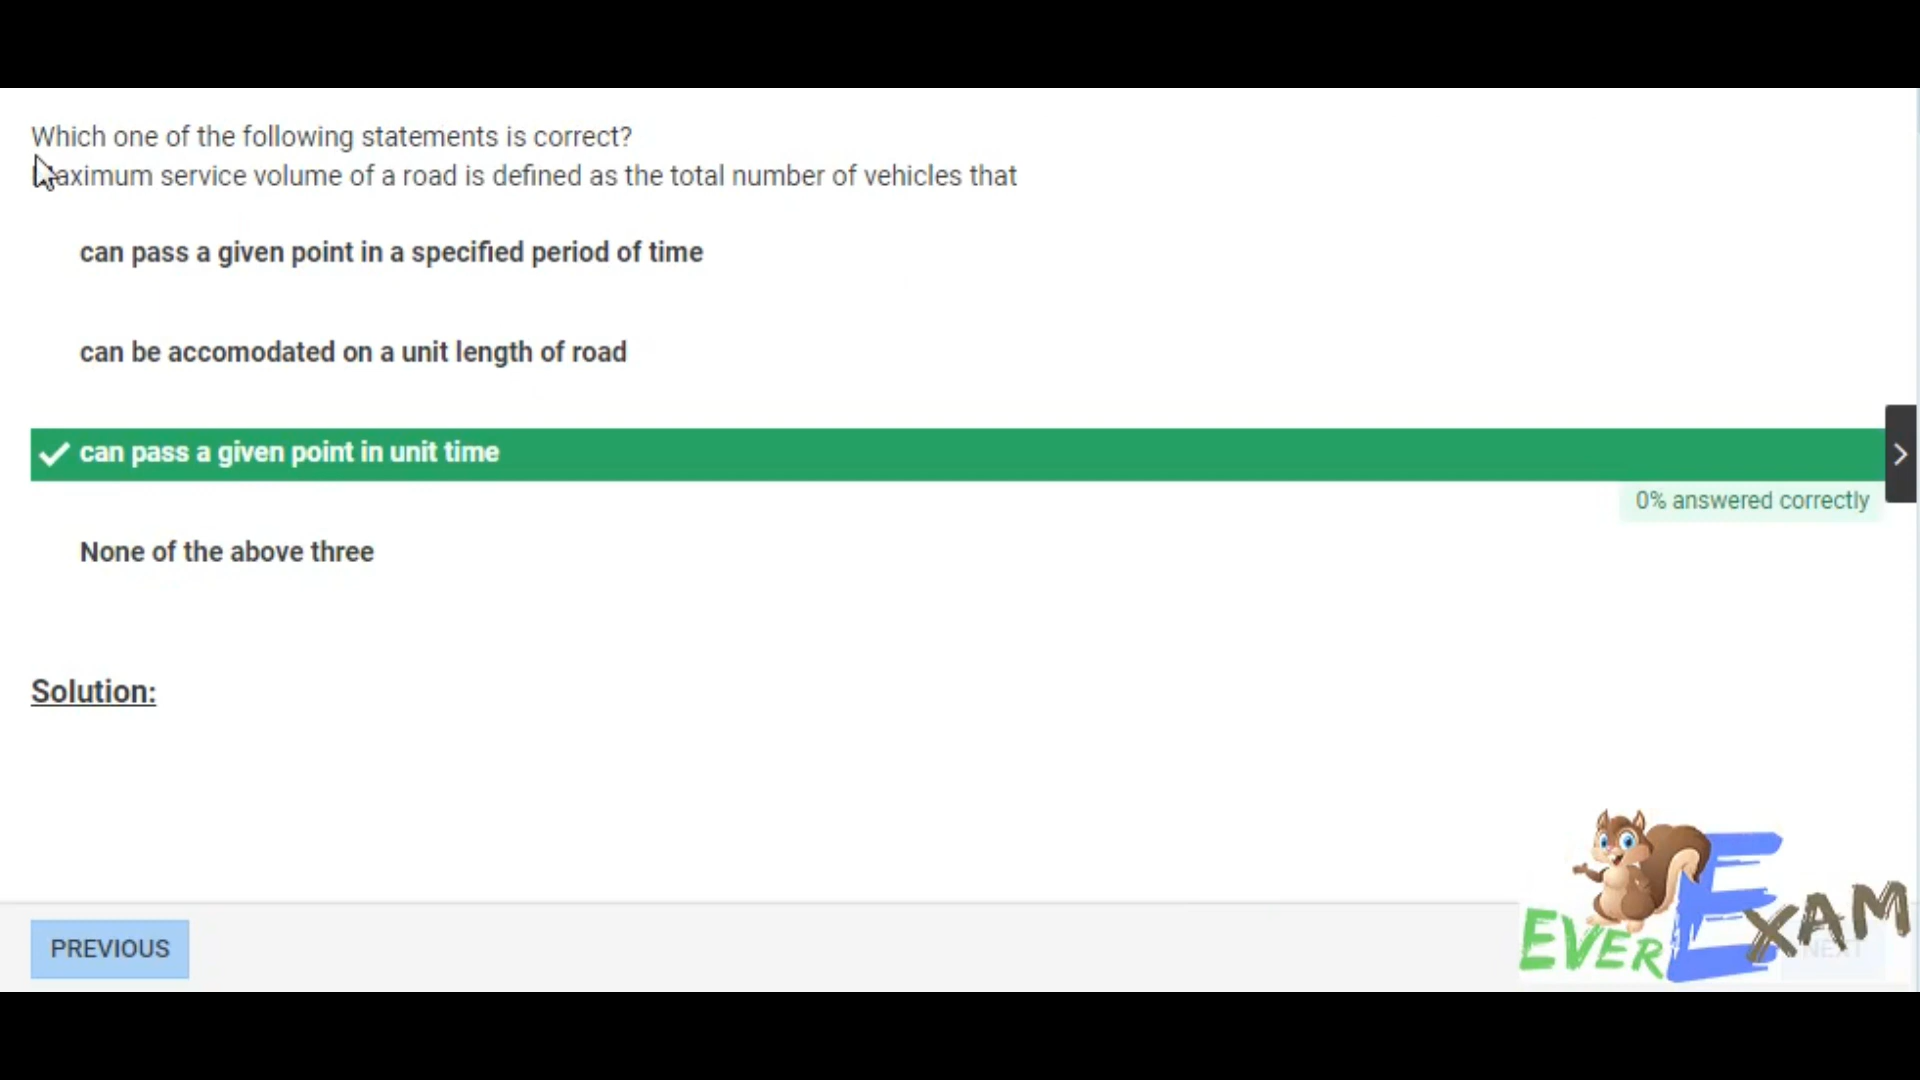 Which one of the following statements is correct?
Maximum service volume of a road is defined as the total number of vehicles that
can pass a given point in a specified period of time
can be accomodated on a unit length of road
can pass a given point in unit time
0% answered correctly
None of the above three
Solution:
PREVIOUS
EVER EXAM
NEXT